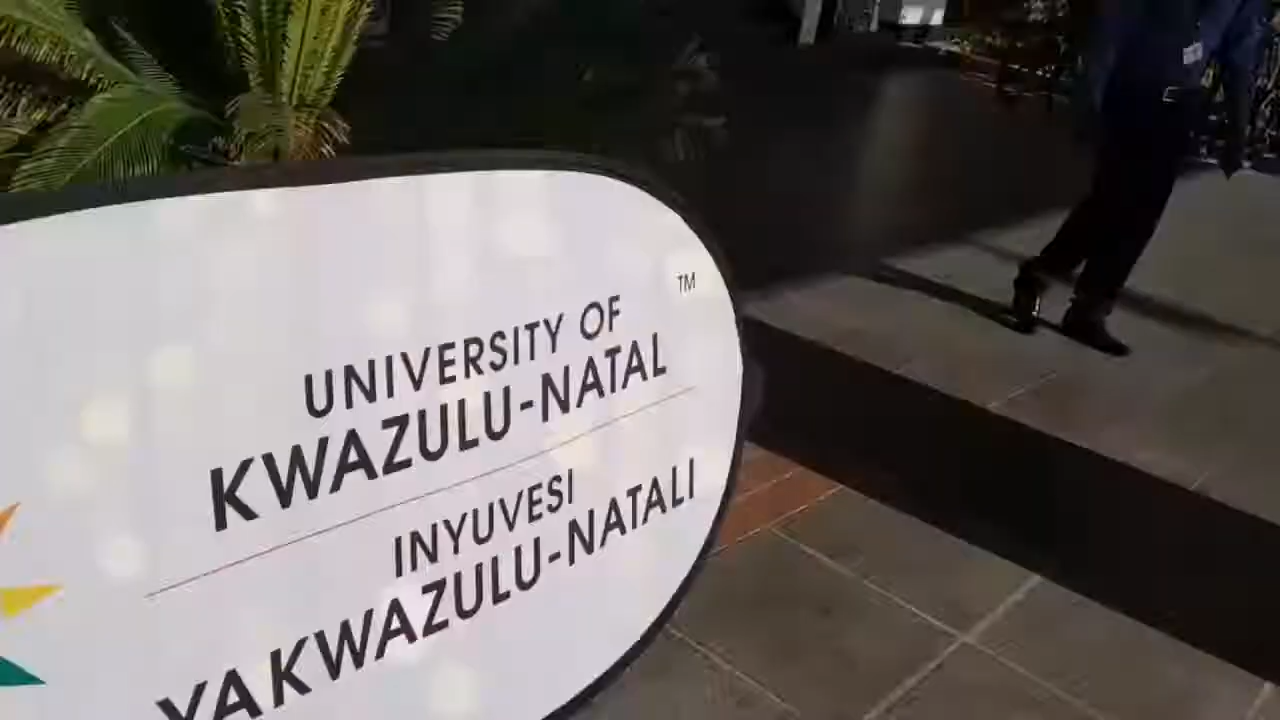 TM
UNIVERSITY OF
KWAZULU-NATAL
INYUVESI
YAKWAZULU-NATALI